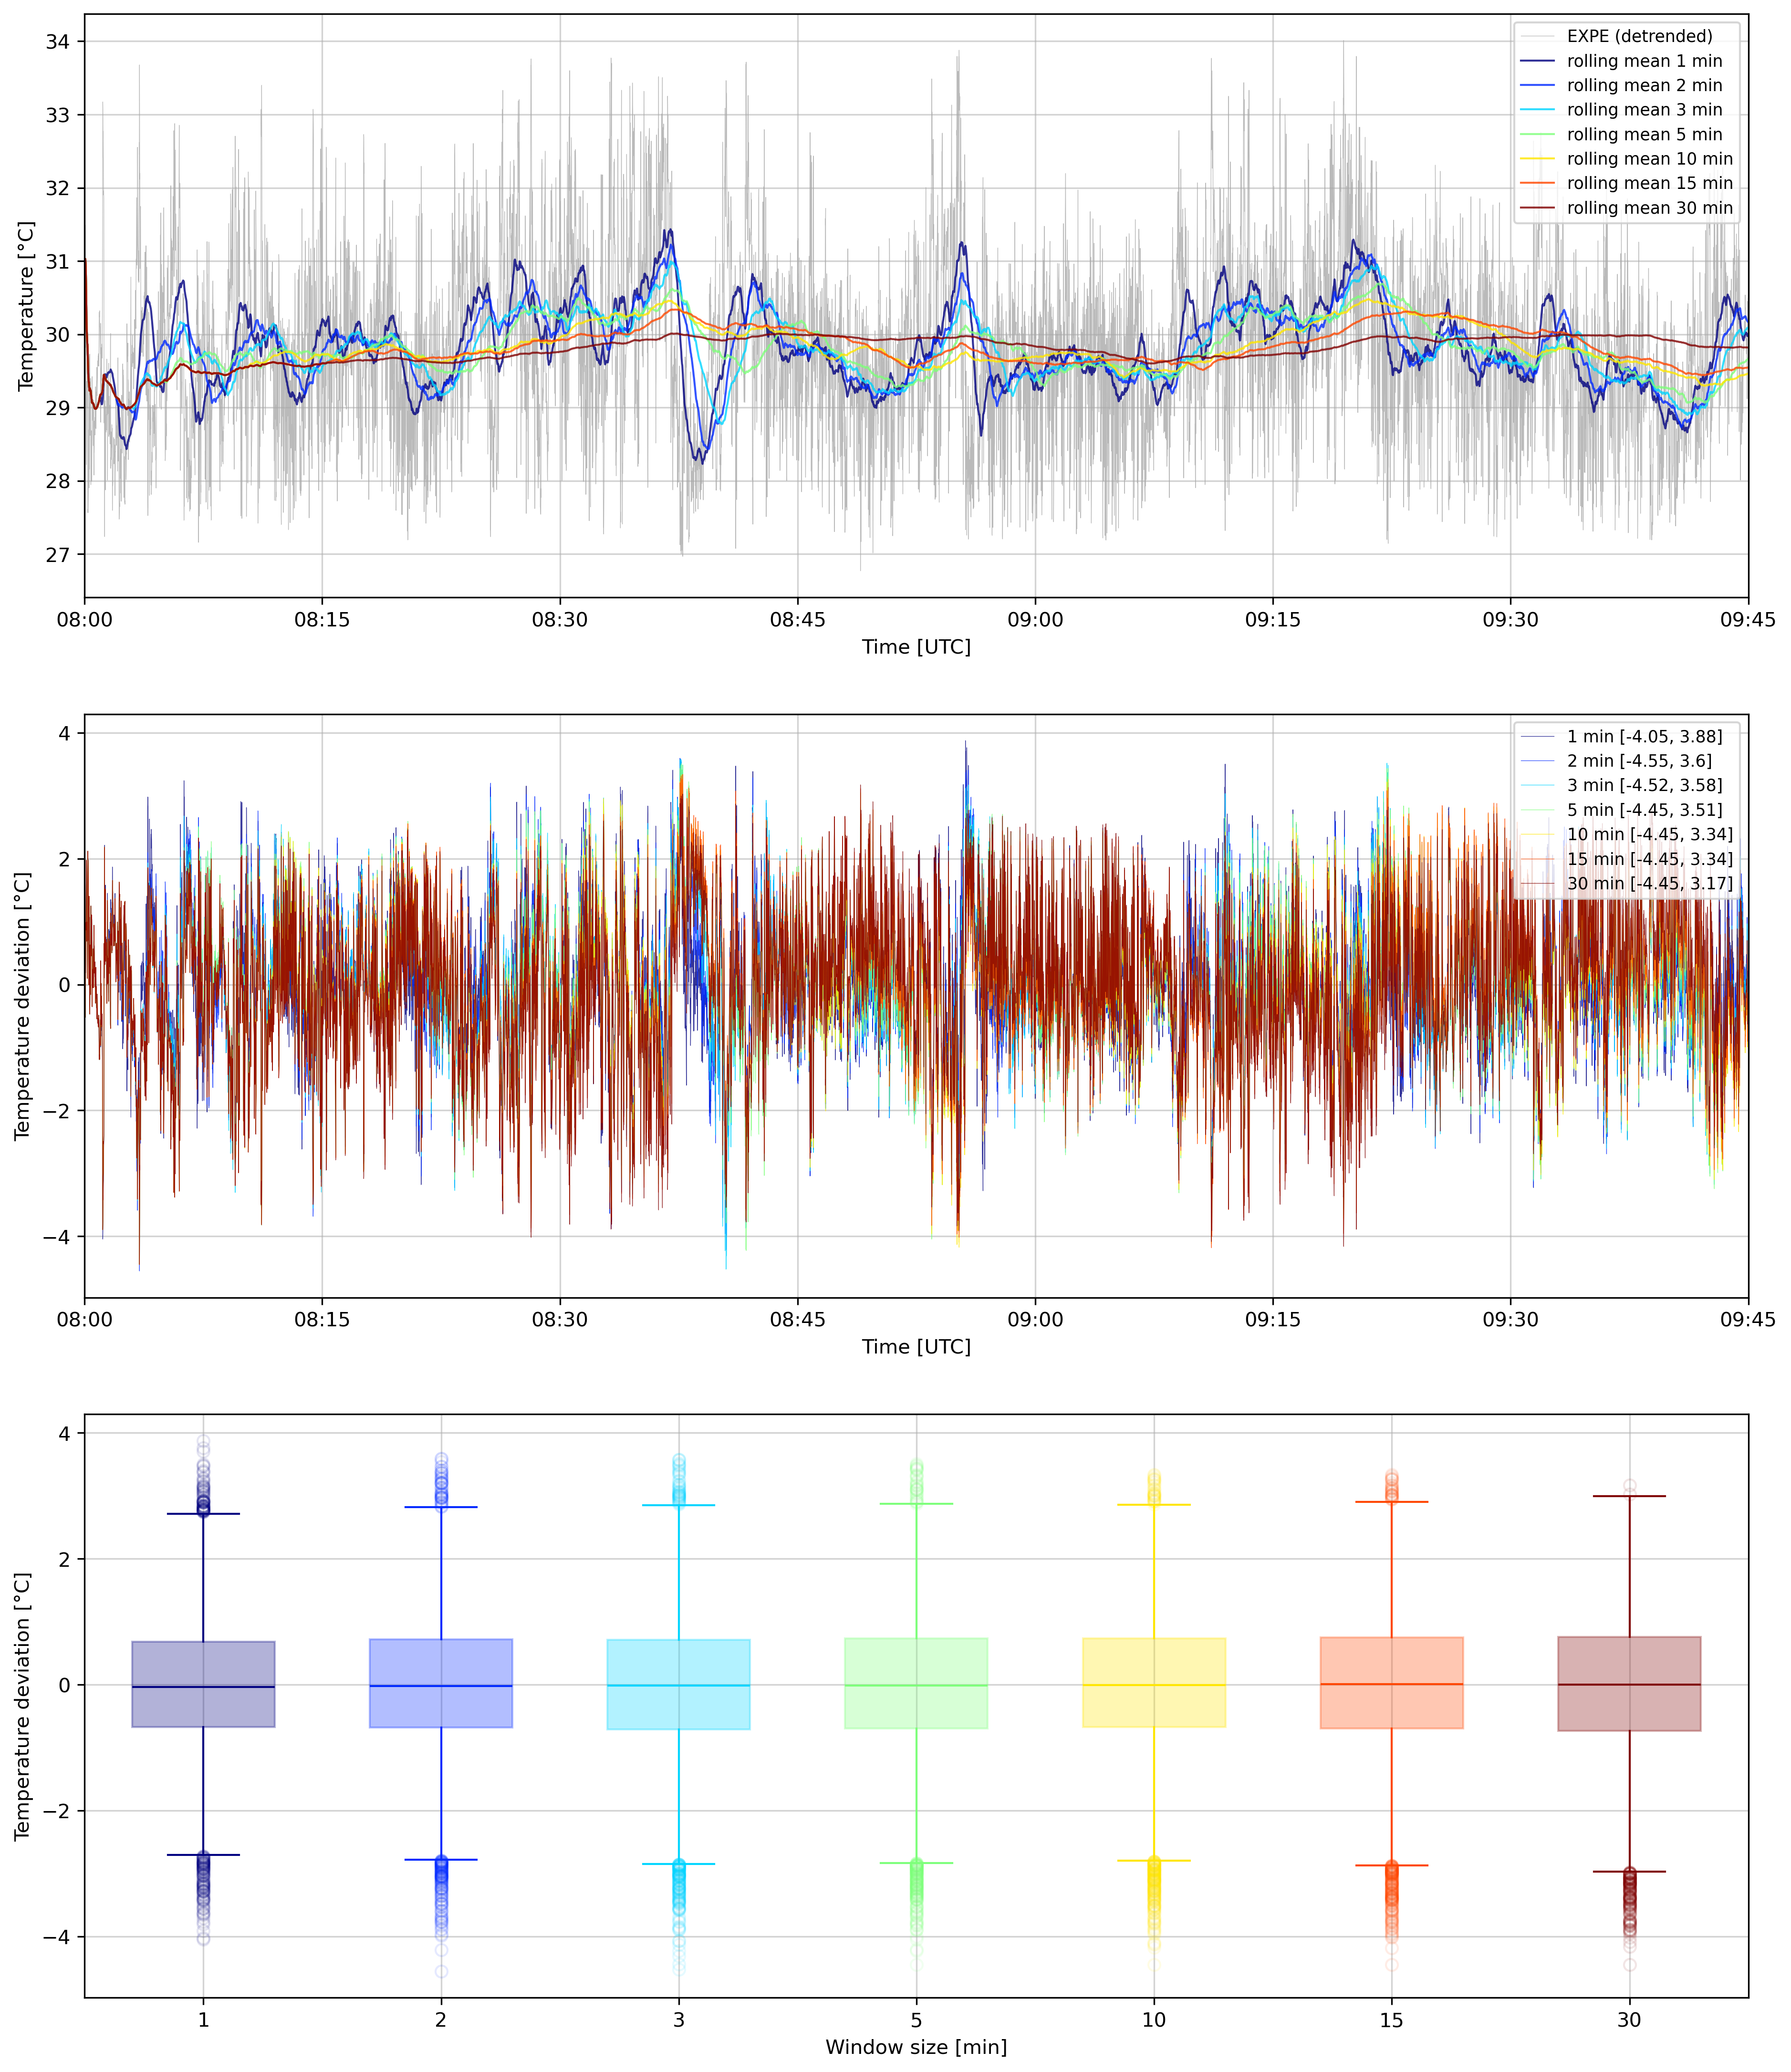 34
33
32
31
30
29
28
27
Temperature [°C]
EXPE (detrended)
rolling mean 1 min
rolling mean 2 min
rolling mean 3 min
rolling mean 5 min
rolling mean 10 min
rolling mean 15 min
rolling mean 30 min
08:00 08:15 08:30 08:45 09:00 09:15 09:30 09:45
Time [UTC]
4
2
0
−2
−4
Temperature deviation [°C]
1 min [-4.05, 3.88]
2 min [-4.55, 3.6]
3 min [-4.52, 3.58]
5 min [-4.45, 3.51]
10 min [-4.45, 3.34]
15 min [-4.45, 3.34]
30 min [-4.45, 3.17]
08:00 08:15 08:30 08:45 09:00 09:15 09:30 09:45
Time [UTC]
4
2
0
−2
−4
Temperature deviation [°C]
1 2 3 5 10 15 30
Window size [min]